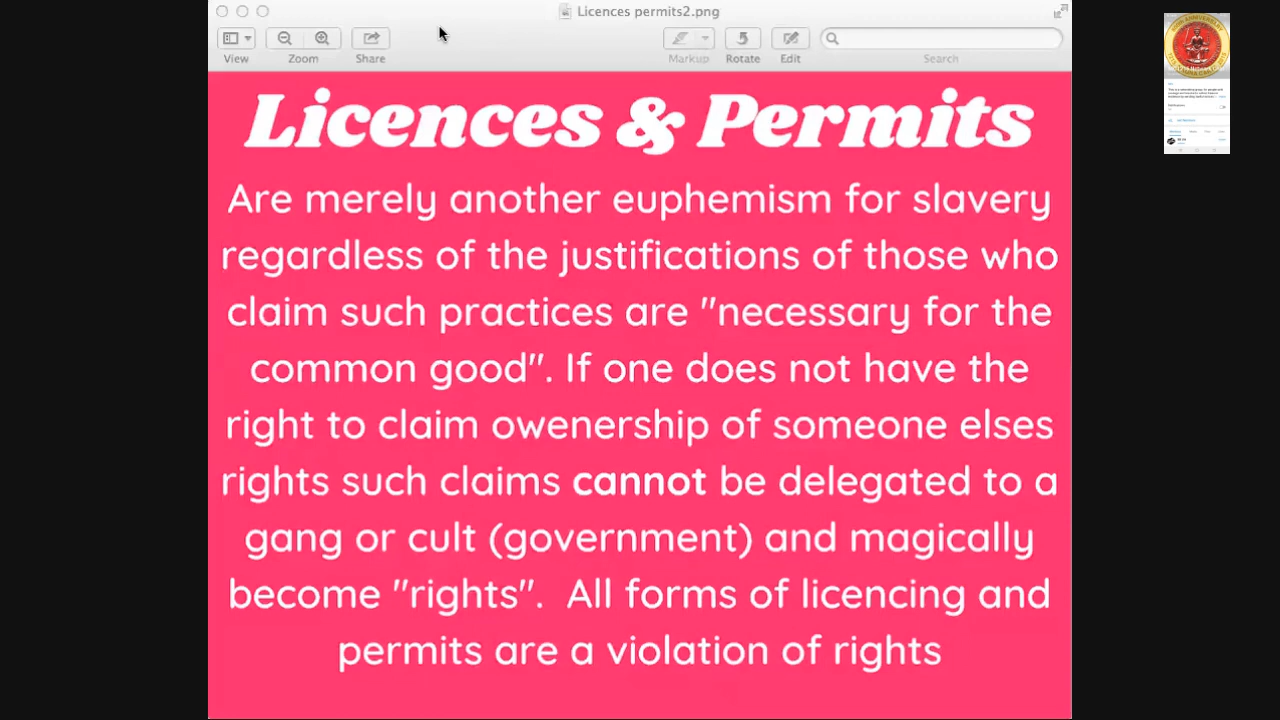 Licences permits2.png
View
Zoom
Share
Markup
Rotate
Edit
Search
Licences & Permits
Are merely another euphemism for slavery
regardless of the justifications of those who
claim such practices are "necessary for the
common good". If one does not have the
right to claim owenership of someone elses
rights such claims cannot be delegated to a
gang or cult (government) and magically
become "rights".  All forms of licencing and
permits are a violation of rights